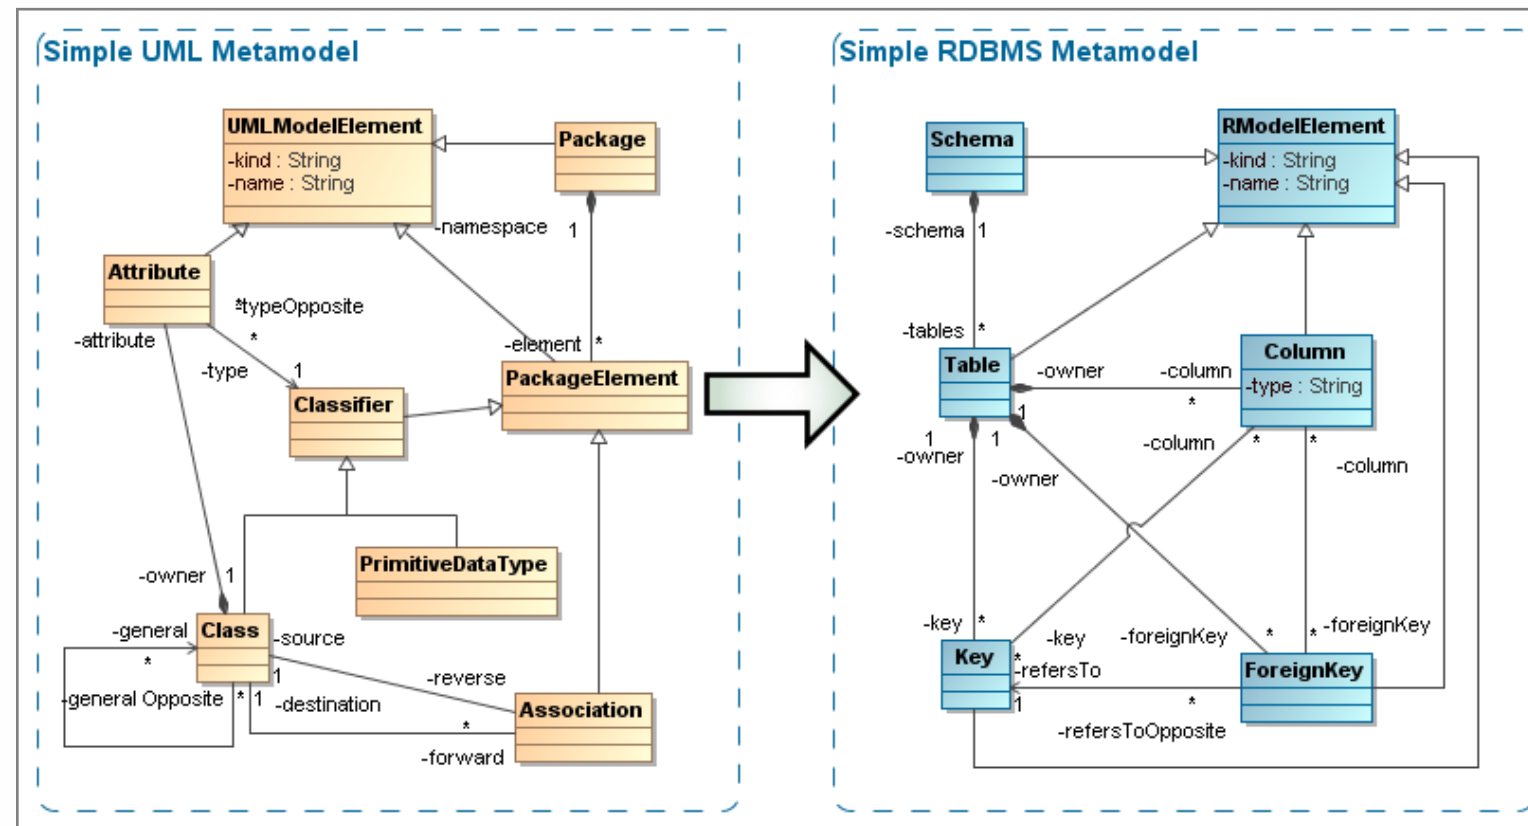 Simple UML Metamodel
UMLModelElement
-kind : String
-name : String
Package
-namespace
1
Attribute
*
-typeOpposite
*
-attribute
-type
1
-element
*
Classifier
PackageElement
PrimitiveDataType
-owner
1
-general
*
Class
-source
1
-reverse
-general Opposite
*
1
-destination
*
-forward
Association
Simple RDBMS Metamodel
Schema
RModelElement
-kind : String
-name : String
-schema
1
-tables
*
Table
-owner
-column
*
Column
-type : String
1
1
-owner
1
-owner
-column
*
*
-column
-key
*
-key
*
-foreignKey
*
*
-foreignKey
Key
-refersTo
1
ForeignKey
*
-refersToOpposite